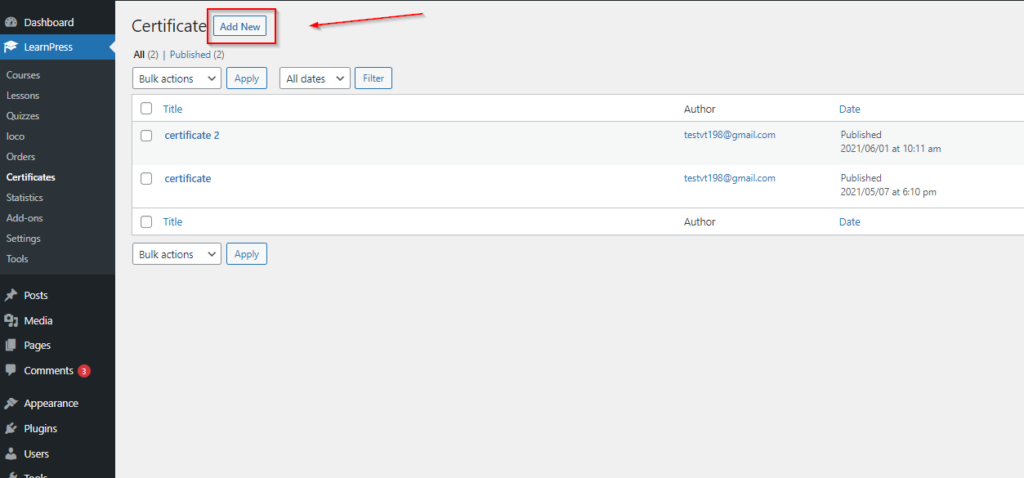 Dashboard
LearnPress
Courses
Lessons
Quizzes
loco
Orders
Certificates
Statistics
Add-ons
Settings
Tools
Posts
Media
Pages
Comments 3
Appearance
Plugins
Users
Tools
Certificate Add New
All (2) | Published (2)
Bulk actions Apply All dates Filter
Title Author Date
certificate 2 testvt198@gmail.com Published
2021/06/01 at 10:11 am
certificate testvt198@gmail.com Published
2021/05/07 at 6:10 pm
Title Author Date
Bulk actions Apply